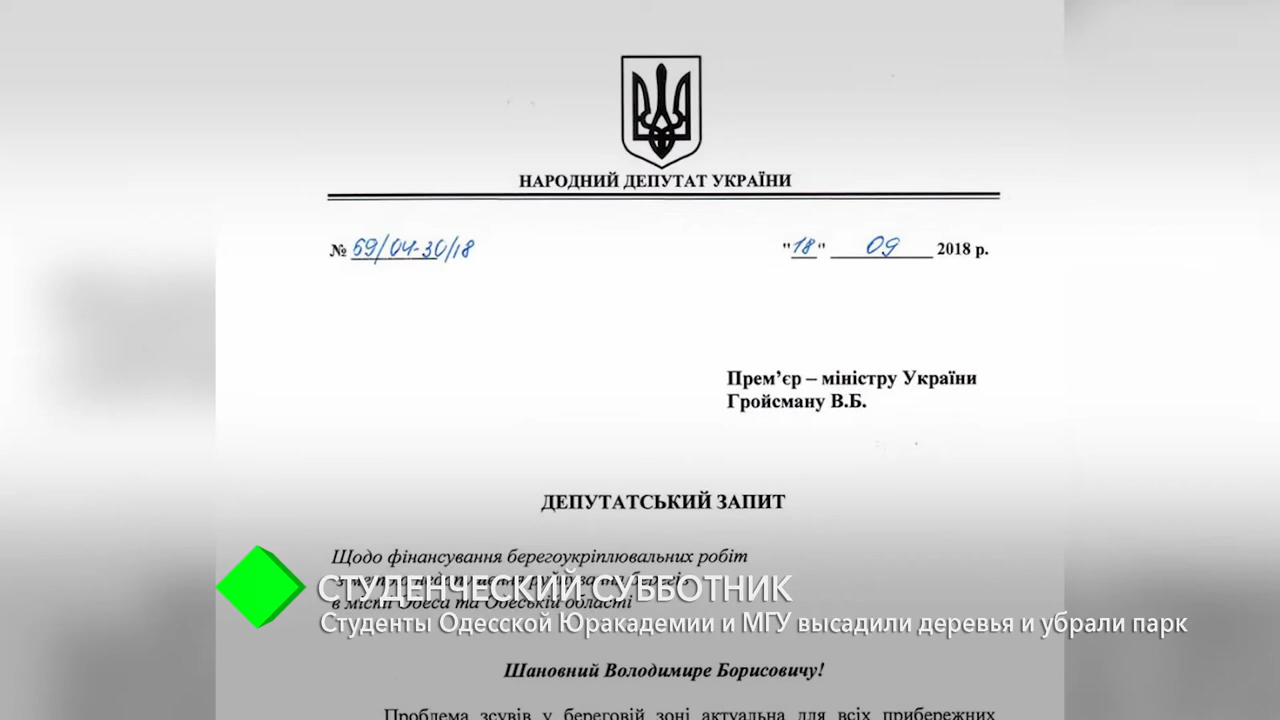 НАРОДНИЙ ДЕПУТАТ УКРАЇНИ
№ 59/04-30/18
"18" 09 2018 р.
Прем’єр – міністру України
Гройсману В.Б.
ДЕПУТАТСЬКИЙ ЗАПИТ
Щодо фінансування берегоукріплювальних робіт
берегів
в місті Одеса та Одеській області
СТУДЕНЧЕСКИЙ СУББОТНИК
Студенты Одесской Юракадемии и МГУ высадили деревья и убрали парк
Шановний Володимире Борисовичу!
Проблема зсувів у береговій зоні актуальна для всіх прибережних